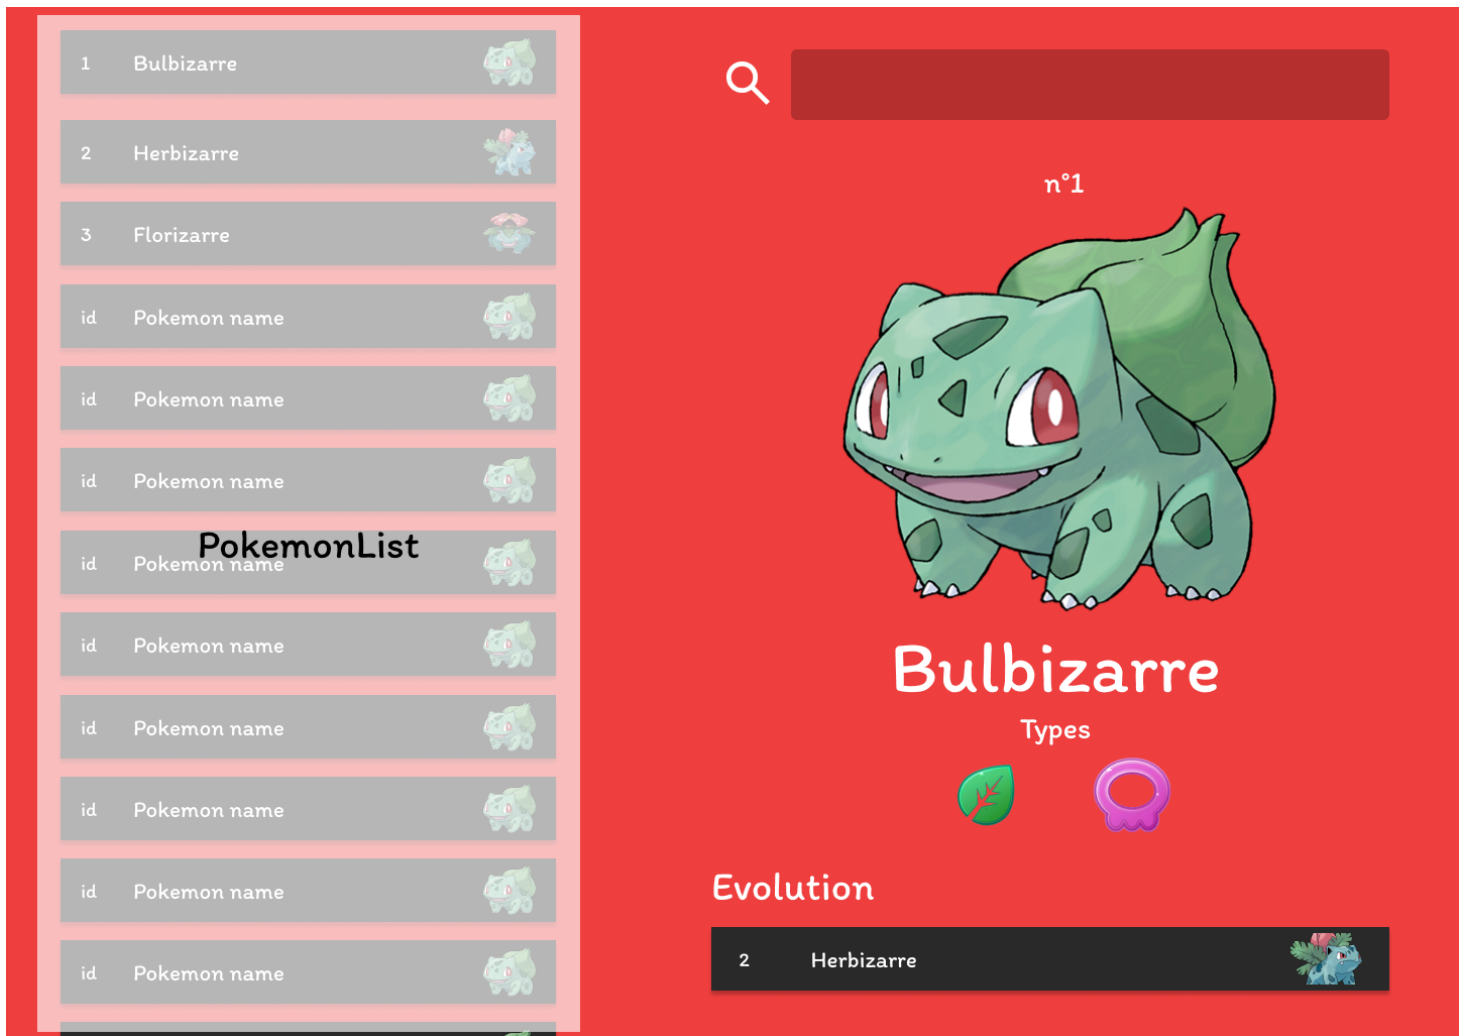 1 Bulbizarre
2 Herbizarre
3 Florizarre
id Pokemon name
id Pokemon name
id Pokemon name
PokemonList
id Pokemon name
id Pokemon name
id Pokemon name
id Pokemon name
id Pokemon name
id Pokemon name
n°1
Bulbizarre
Types
Evolution
2 Herbizarre